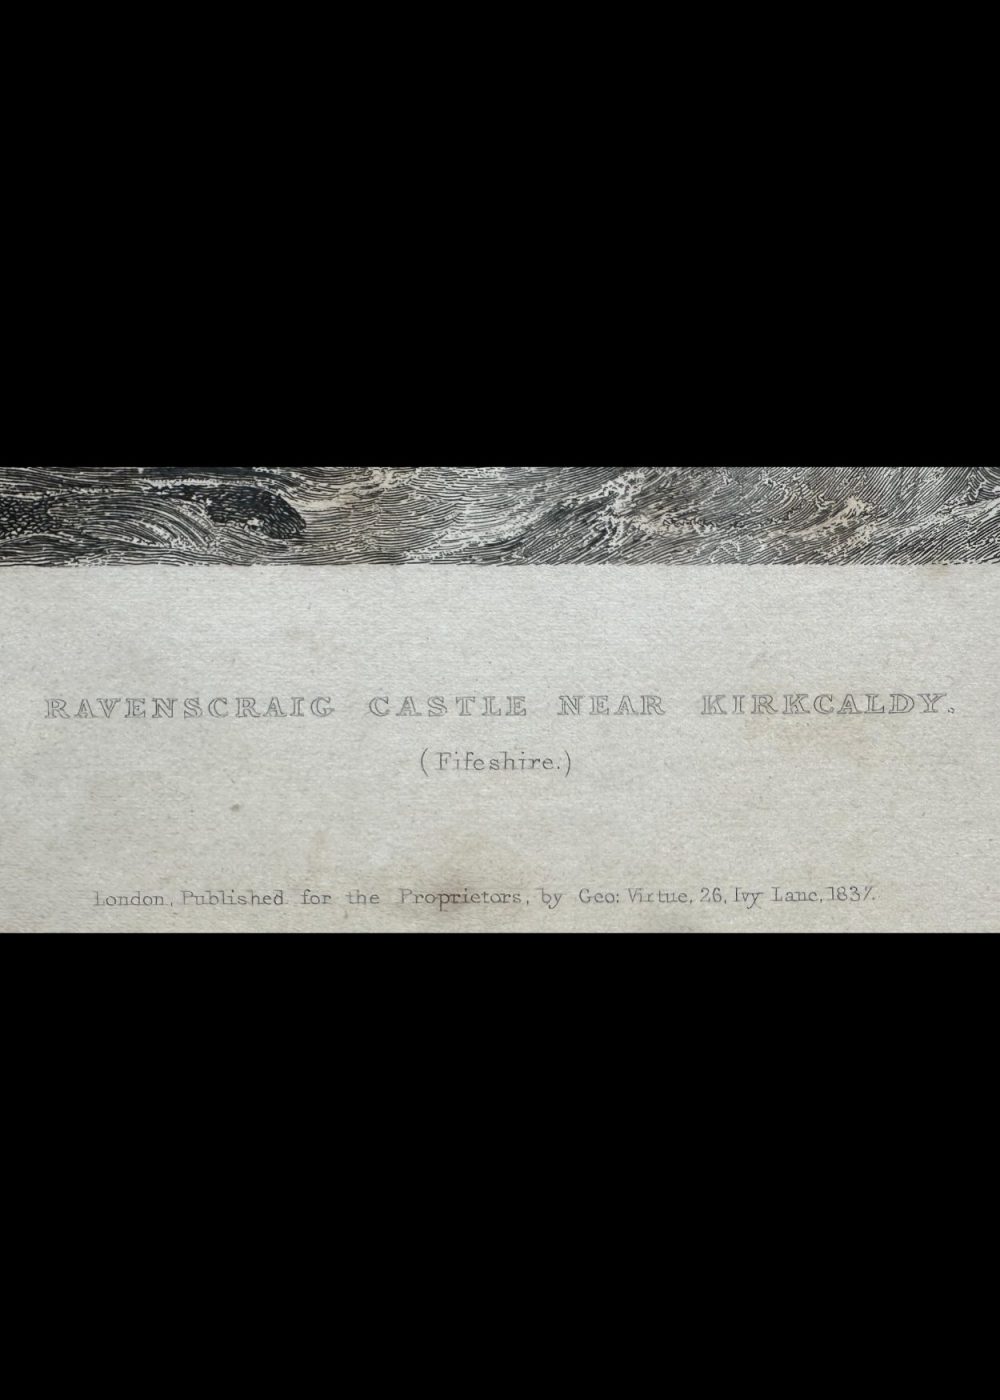 RAVENSCRAIG CASTLE NEAR KIRKCALDY.
(Fifeshire.)
London, Published for the Proprietors, by Geo: Virtue, 26, Ivy Lane, 1837.